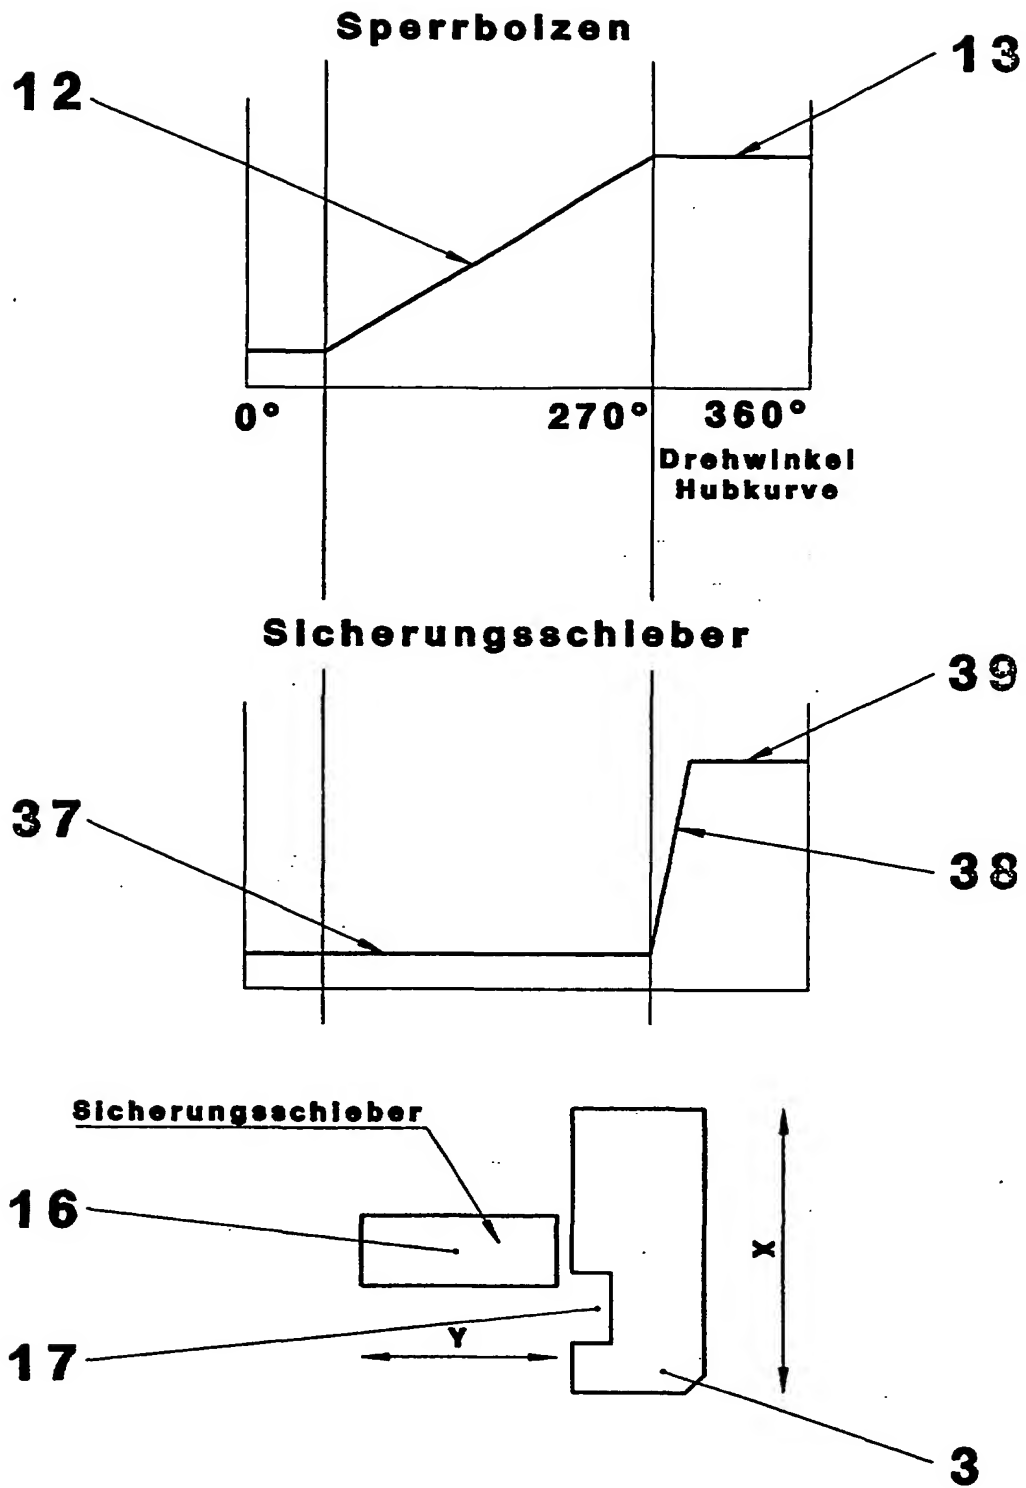 Sperrbolzen
12
13
0° 270° 360°
Drehwinkel
Hubkurve
Sicherungsschieber
39
37
38
Sicherungsschieber
16
X
17
Y
3